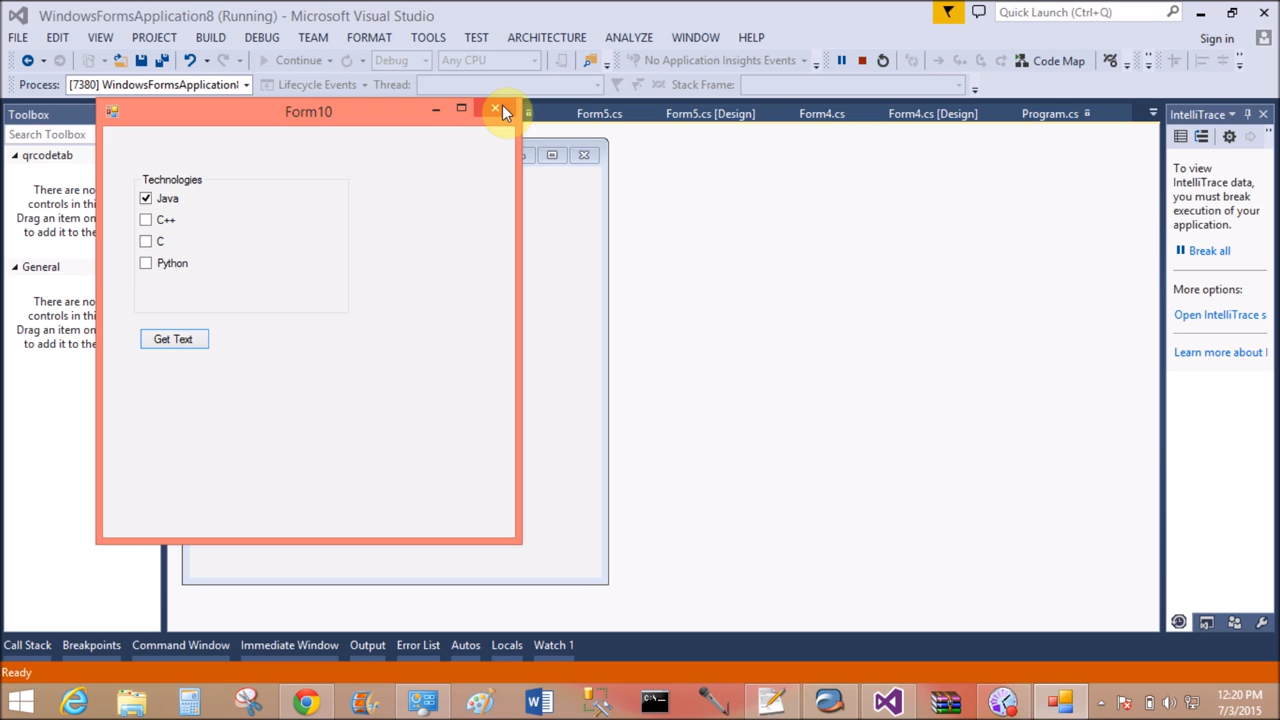 WindowsFormsApplication8 (Running) - Microsoft Visual Studio
Quick Launch (Ctrl+Q)
FILE EDIT VIEW PROJECT BUILD DEBUG TEAM FORMAT TOOLS TEST ARCHITECTURE ANALYZE WINDOW HELP
Sign in
Continue Debug Any CPU No Application Insights Events Code Map
Process: [7380] WindowsFormsApplication Lifecycle Events Thread: Stack Frame:
Toolbox
Form10
Form5.cs Form5.cs [Design] Form4.cs Form4.cs [Design] Program.cs
IntelliTrace
Search Toolbox
qrcodetab
There are no
controls in thi
Drag an item on
to add it to the
General
There are no
controls in thi
Drag an item on
to add it to the
Technologies
Java
C++
C
Python
Get Text
To view
IntelliTrace data,
you must break
execution of your
application.
Break all
More options:
Open IntelliTrace s
Learn more about I
Call Stack Breakpoints Command Window Immediate Window Output Error List Autos Locals Watch 1
Ready
12:20 PM
7/3/2015